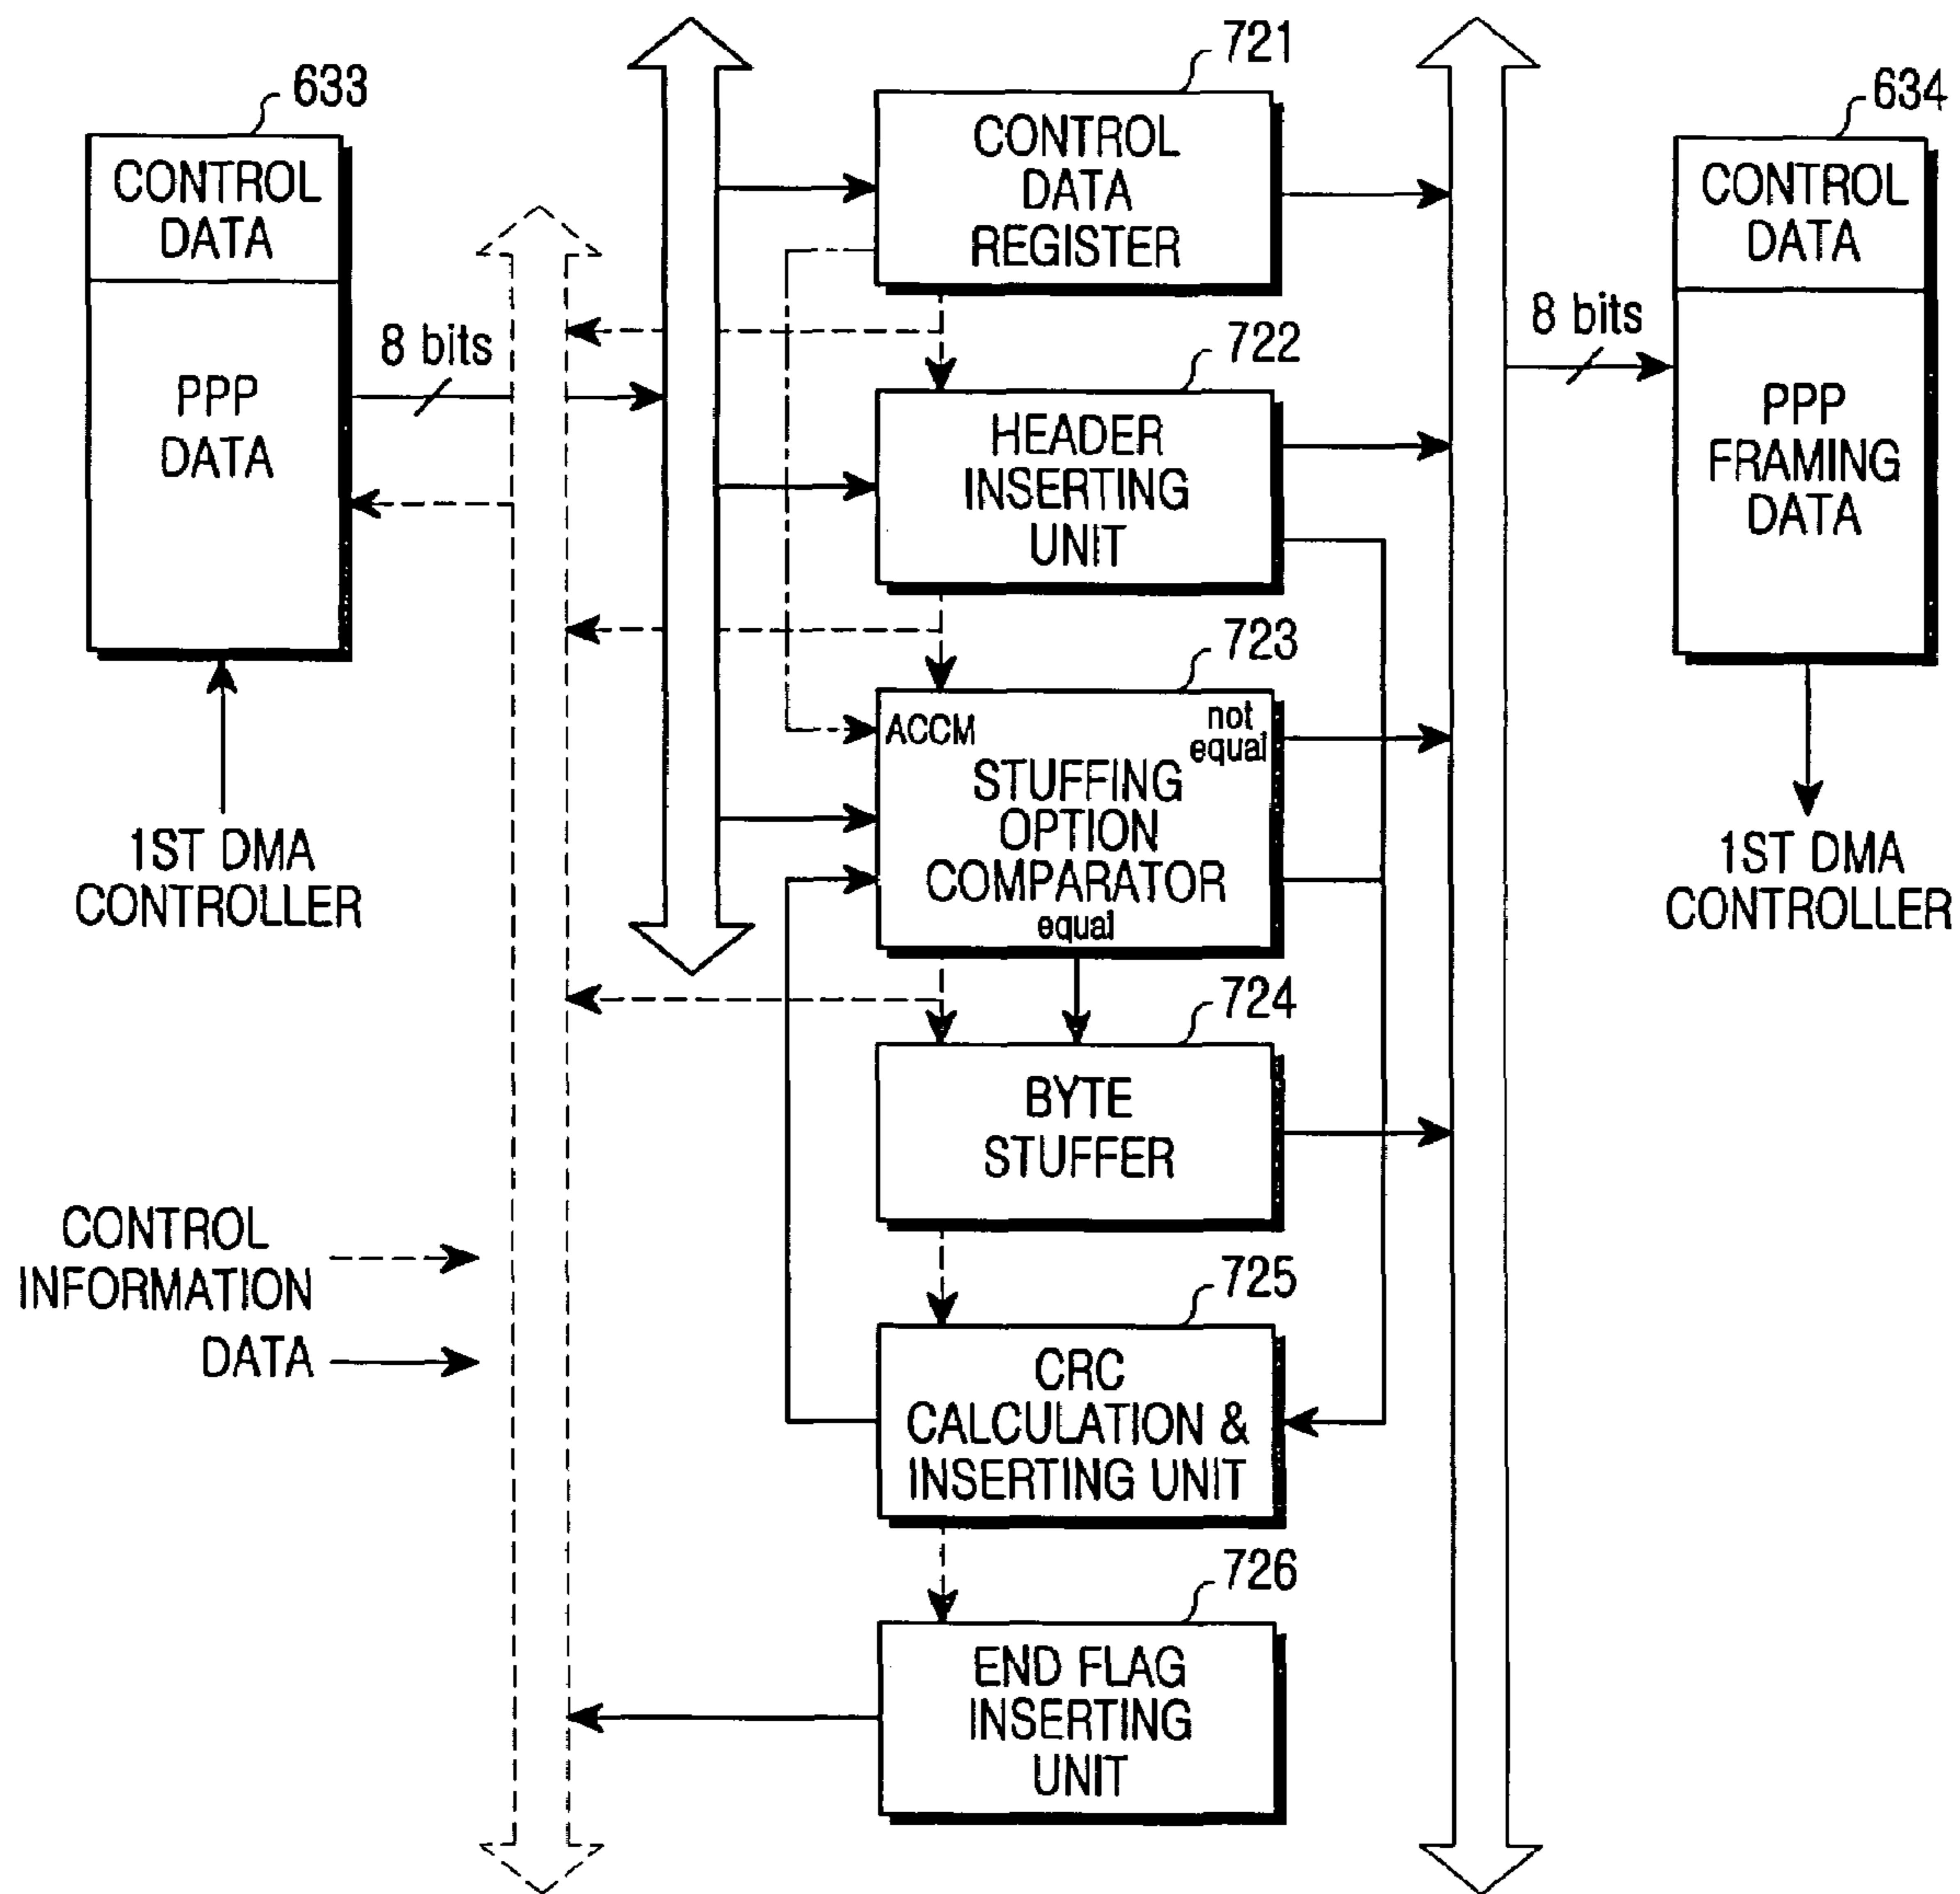 633
CONTROL
DATA
PPP
DATA
8 bits
1ST DMA
CONTROLLER
721
CONTROL
DATA
REGISTER
722
HEADER
INSERTING
UNIT
723
ACCM
not
equal
STUFFING
OPTION
COMPARATOR
equal
724
BYTE
STUFFER
725
CRC
CALCULATION &
INSERTING UNIT
726
END FLAG
INSERTING
UNIT
634
CONTROL
DATA
8 bits
PPP
FRAMING
DATA
1ST DMA
CONTROLLER
CONTROL
INFORMATION
DATA